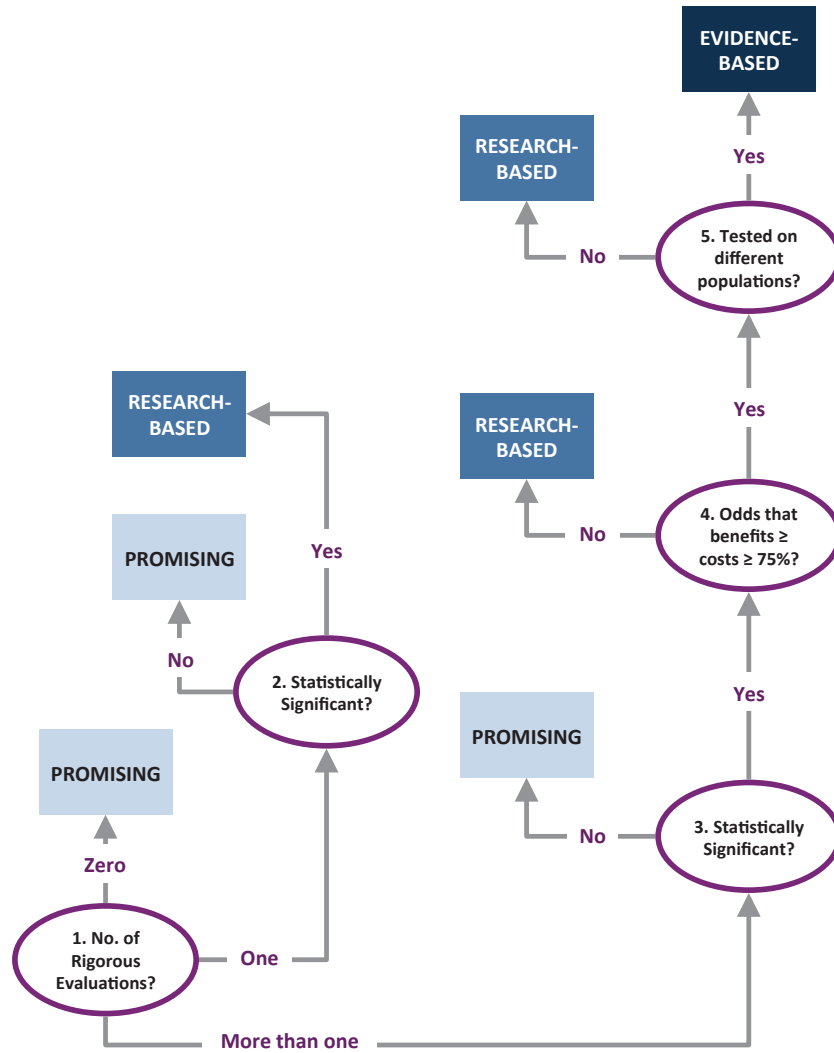 EVIDENCE-
BASED
Yes
RESEARCH-
BASED
5. Tested on
different
populations?
No
Yes
RESEARCH-
BASED
RESEARCH-
BASED
4. Odds that
benefits ≥
costs ≥ 75%?
No
PROMISING
Yes
No
2. Statistically
Significant?
Yes
PROMISING
PROMISING
3. Statistically
Significant?
No
Zero
1. No. of
Rigorous
Evaluations?
One
More than one